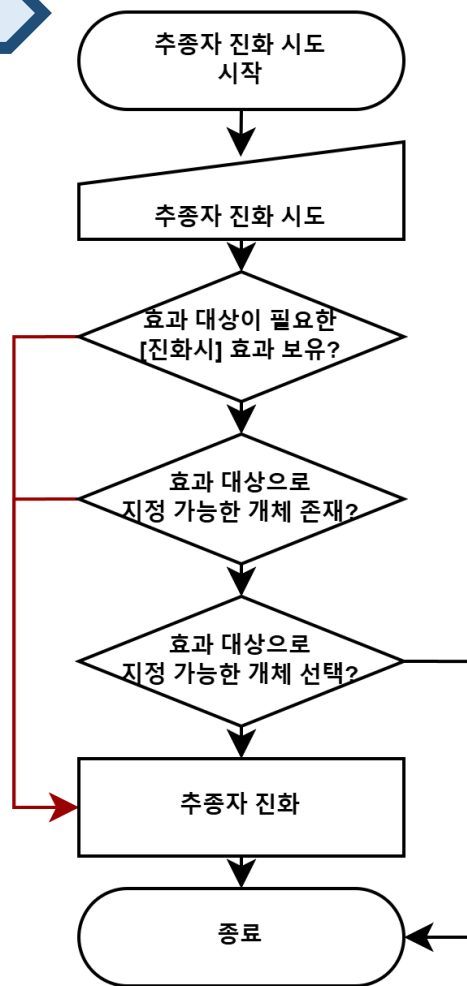 추종자 진화 시도
시작
추종자 진화 시도
효과 대상이 필요한
[진화시] 효과 보유?
효과 대상으로
지정 가능한 개체 존재?
효과 대상으로
지정 가능한 개체 선택?
추종자 진화
종료